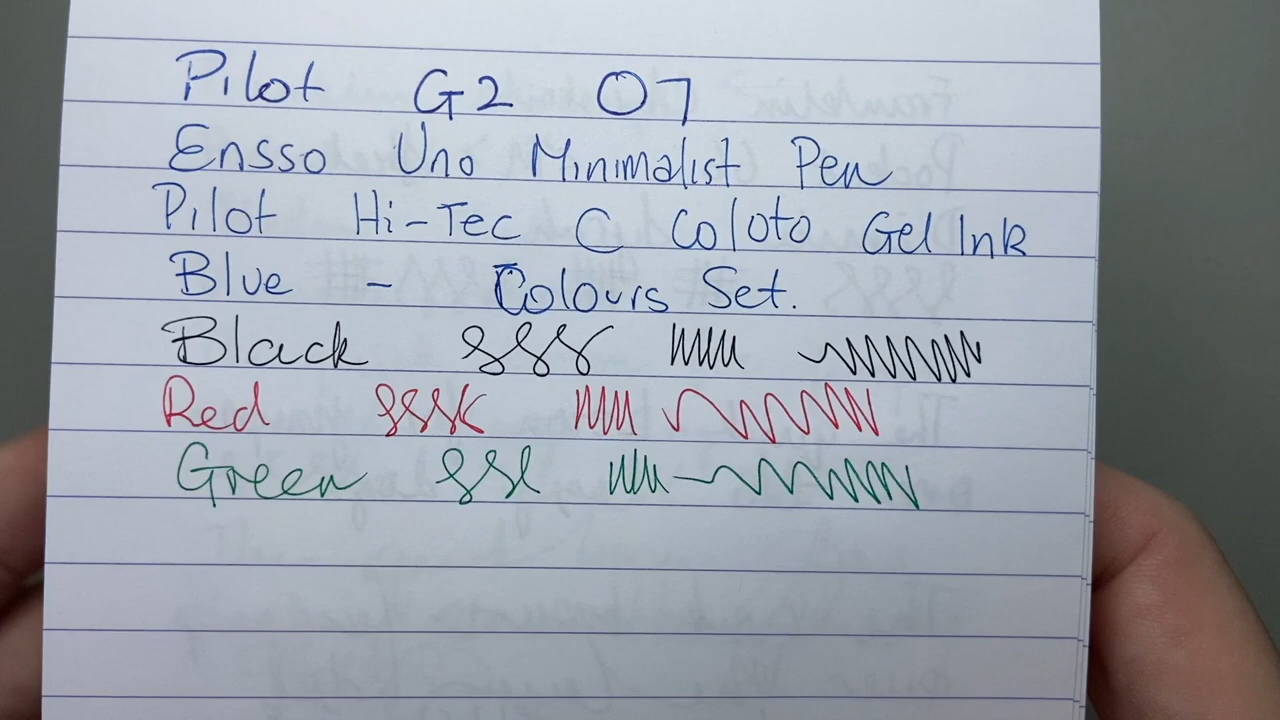 Pilot G2 07
Ensso Uno Minimalist Pen
Pilot Hi-Tec C Coloto Gel Ink
Blue - Colours Set.
Black
Red
Green